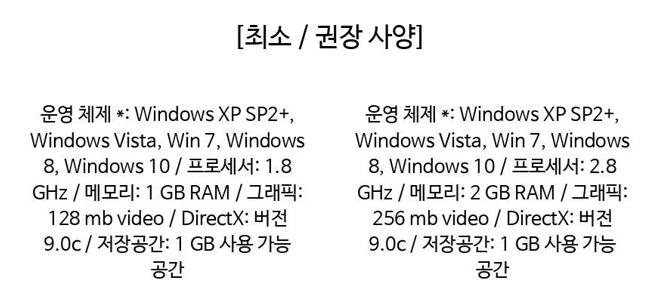 [최소 / 권장 사양]
운영 체제 *: Windows XP SP2+,
Windows Vista, Win 7, Windows
8, Windows 10 / 프로세서: 1.8
GHz / 메모리: 1 GB RAM / 그래픽:
128 mb video / DirectX: 버전
9.0c / 저장공간: 1 GB 사용 가능
공간
운영 체제 *: Windows XP SP2+,
Windows Vista, Win 7, Windows
8, Windows 10 / 프로세서: 2.8
GHz / 메모리: 2 GB RAM / 그래픽:
256 mb video / DirectX: 버전
9.0c / 저장공간: 1 GB 사용 가능
공간